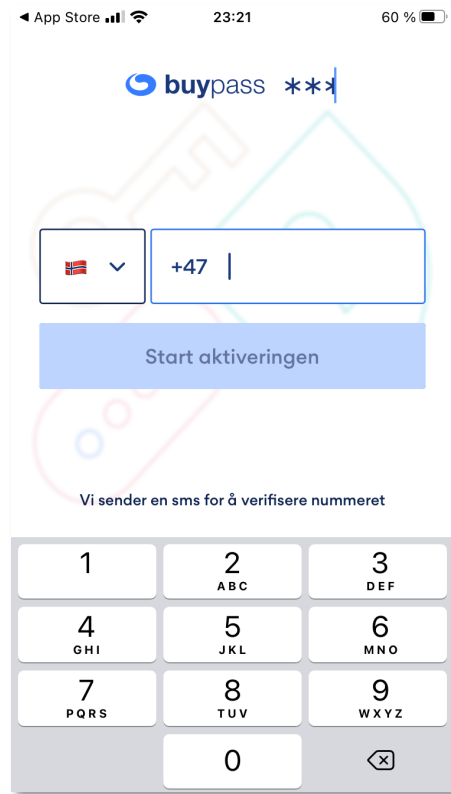 App Store
23:21
60 %
buypass ***
+47
Start aktiveringen
Vi sender en sms for å verifisere nummeret
1
2
ABC
3
DEF
4
GHI
5
JKL
6
MNO
7
PQRS
8
TUV
9
WXYZ
0